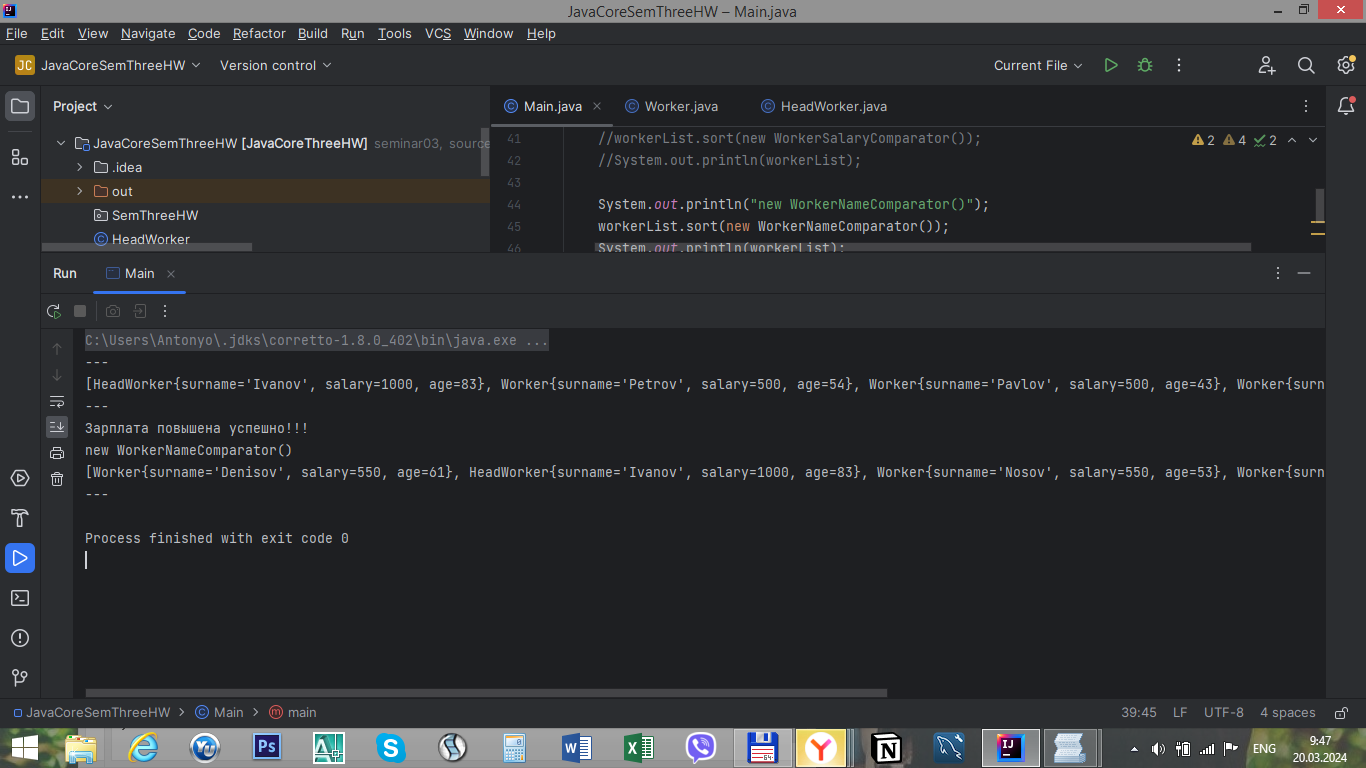 JavaCoreSemThreeHW – Main.java
File Edit View Navigate Code Refactor Build Run Tools VCS Window Help
JC JavaCoreSemThreeHW Version control Current File
Project
Main.java Worker.java HeadWorker.java
JavaCoreSemThreeHW [JavaCoreThreeHW] seminar03, source
.idea
out
SemThreeHW
HeadWorker
41 //workerList.sort(new WorkerSalaryComparator());
42 //System.out.println(workerList);
43
44 System.out.println("new WorkerNameComparator()");
45 workerList.sort(new WorkerNameComparator());
46 System.out.println(workerList);
2 4 2
Run Main
C:\Users\Antonyo\.jdks\corretto-1.8.0_402\bin\java.exe ...
---
[HeadWorker{surname='Ivanov', salary=1000, age=83}, Worker{surname='Petrov', salary=500, age=54}, Worker{surname='Pavlov', salary=500, age=43}, Worker{surn
---
Зарплата повышена успешно!!!
new WorkerNameComparator()
[Worker{surname='Denisov', salary=550, age=61}, HeadWorker{surname='Ivanov', salary=1000, age=83}, Worker{surname='Nosov', salary=550, age=53}, Worker{surn
---
Process finished with exit code 0
JavaCoreSemThreeHW > Main > main 39:45 LF UTF-8 4 spaces
ENG
9:47
20.03.2024